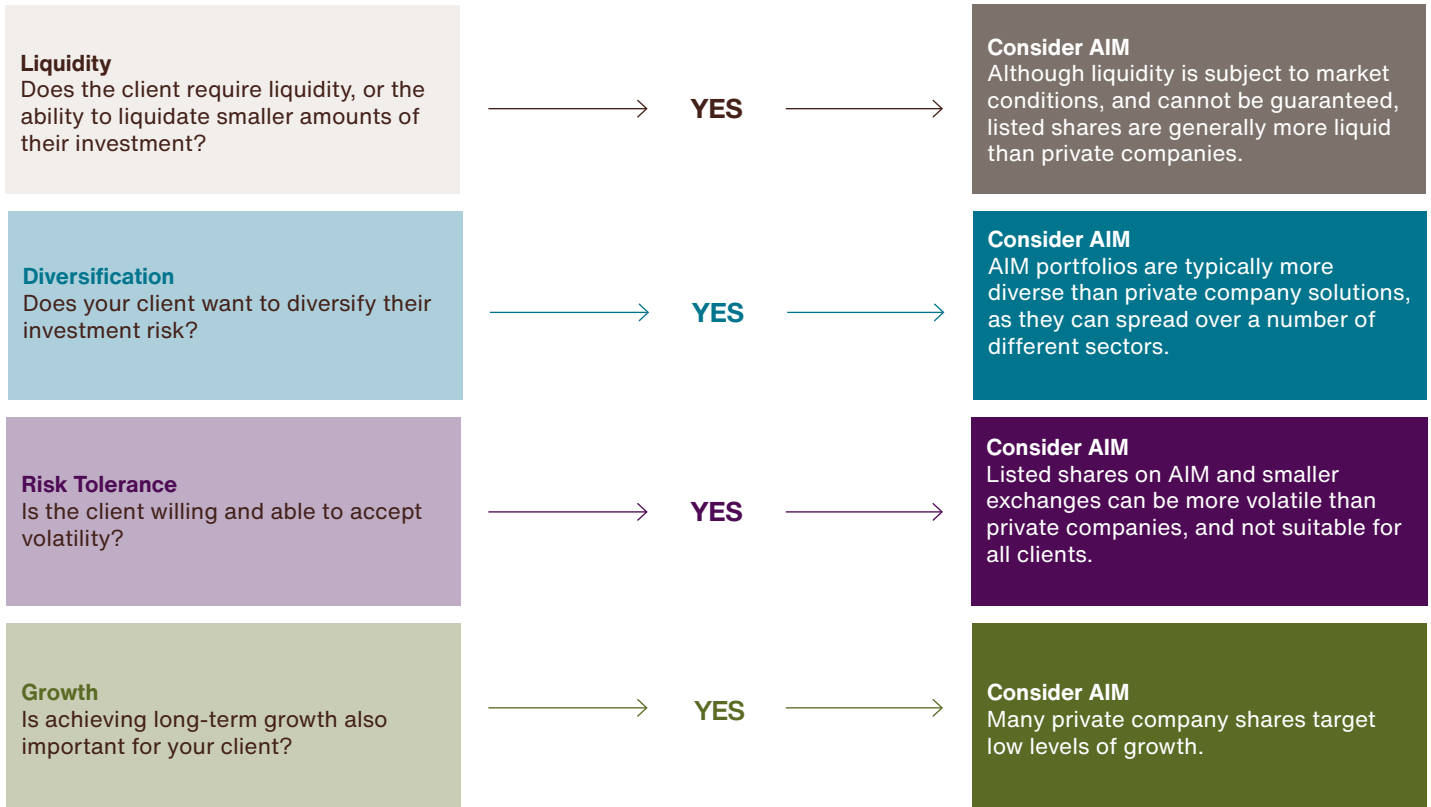 Liquidity
Does the client require liquidity, or the
ability to liquidate smaller amounts of
their investment?
YES
Consider AIM
Although liquidity is subject to market
conditions, and cannot be guaranteed,
listed shares are generally more liquid
than private companies.
Diversification
Does your client want to diversify their
investment risk?
YES
Consider AIM
AIM portfolios are typically more
diverse than private company solutions,
as they can spread over a number of
different sectors.
Risk Tolerance
Is the client willing and able to accept
volatility?
YES
Consider AIM
Listed shares on AIM and smaller
exchanges can be more volatile than
private companies, and not suitable for
all clients.
Growth
Is achieving long-term growth also
important for your client?
YES
Consider AIM
Many private company shares target
low levels of growth.